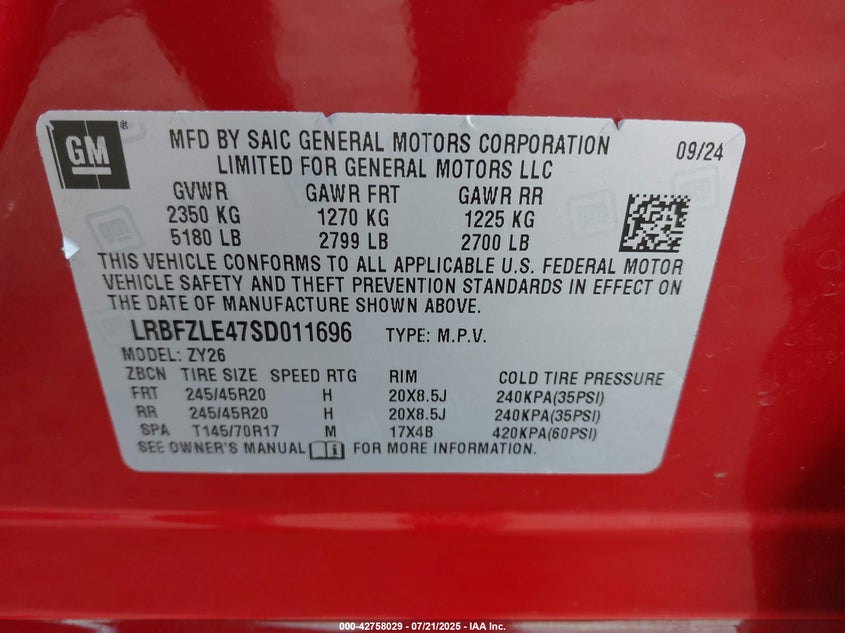 GM ®
MFD BY SAIC GENERAL MOTORS CORPORATION 09/24
LIMITED FOR GENERAL MOTORS LLC
GVWR GAWR FRT GAWR RR
2350 KG 1270 KG 1225 KG
5180 LB 2799 LB 2700 LB
THIS VEHICLE CONFORMS TO ALL APPLICABLE U.S. FEDERAL MOTOR
VEHICLE SAFETY AND THEFT PREVENTION STANDARDS IN EFFECT ON
THE DATE OF MANUFACTURE SHOWN ABOVE.
LRBFZLE47SD011696 TYPE: M.P.V.
MODEL: ZY26
ZBCN TIRE SIZE SPEED RTG RIM COLD TIRE PRESSURE
FRT 245/45R20 H 20X8.5J 240KPA(35PSI)
RR 245/45R20 H 20X8.5J 240KPA(35PSI)
SPA T145/70R17 M 17X4B 420KPA(60PSI)
SEE OWNER'S MANUAL FOR MORE INFORMATION.
000-42758029 - 07/21/2025 - IAA Inc.